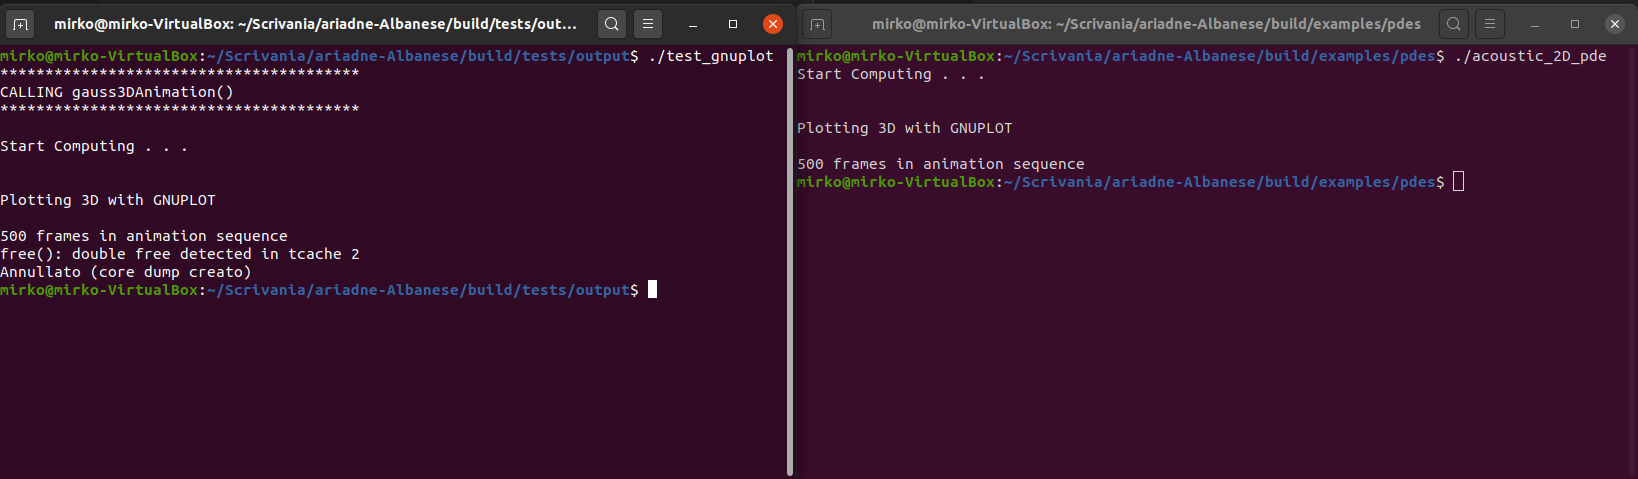 mirko@mirko-VirtualBox: ~/Scrivania/ariadne-Albanese/build/tests/out...
mirko@mirko-VirtualBox:~/Scrivania/ariadne-Albanese/build/tests/output$ ./test_gnuplot
****************************************
CALLING gauss3DAnimation()
****************************************
Start Computing . . .
Plotting 3D with GNUPLOT
500 frames in animation sequence
free(): double free detected in tcache 2
Annullato (core dump creato)
mirko@mirko-VirtualBox:~/Scrivania/ariadne-Albanese/build/tests/output$
mirko@mirko-VirtualBox: ~/Scrivania/ariadne-Albanese/build/examples/pdes
mirko@mirko-VirtualBox:~/Scrivania/ariadne-Albanese/build/examples/pdes$ ./acoustic_2D_pde
Start Computing . . .
Plotting 3D with GNUPLOT
500 frames in animation sequence
mirko@mirko-VirtualBox:~/Scrivania/ariadne-Albanese/build/examples/pdes$